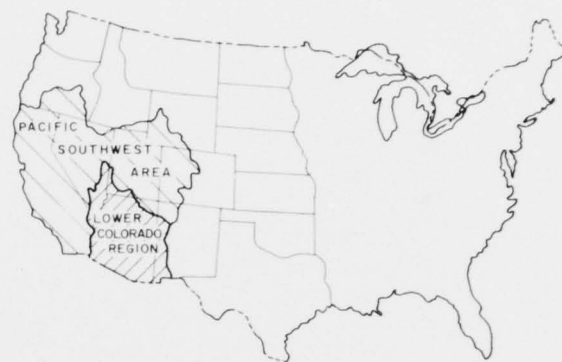 PACIFIC
SOUTHWEST
AREA
LOWER
COLORADO
REGION